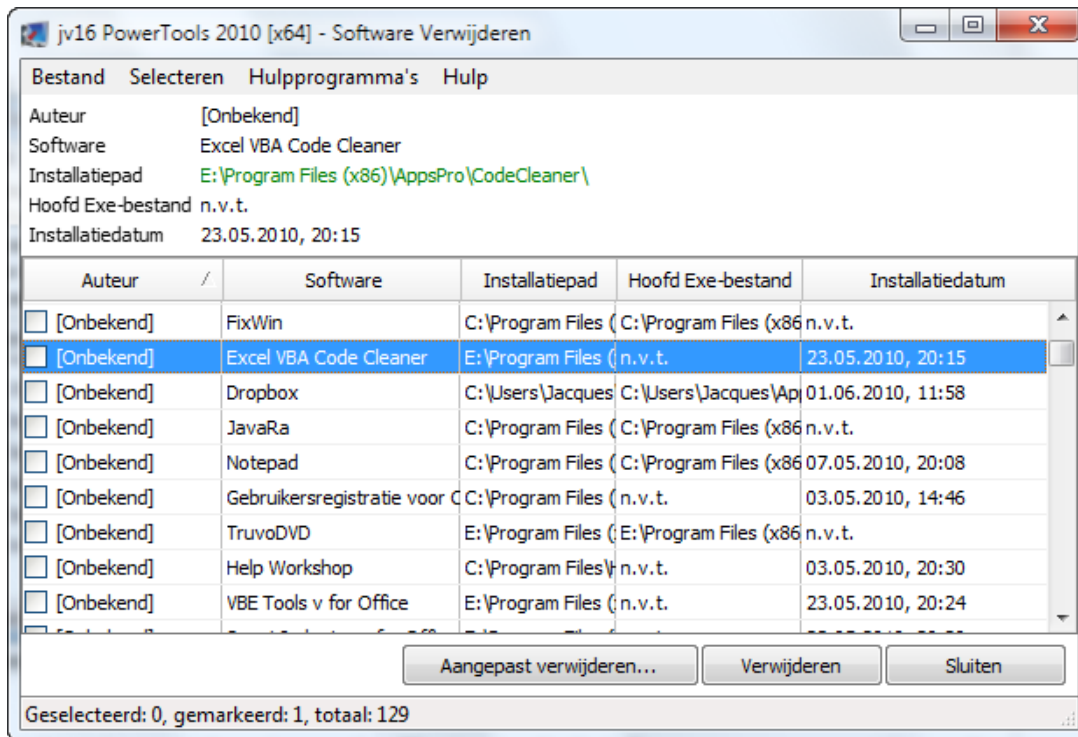 jv16 PowerTools 2010 [x64] - Software Verwijderen
Bestand Selecteren Hulpprogramma's Hulp
Auteur [Onbekend]
Software Excel VBA Code Cleaner
Installatiepad E:\Program Files (x86)\AppsPro\CodeCleaner\
Hoofd Exe-bestand n.v.t.
Installatiedatum 23.05.2010, 20:15
Auteur Software Installatiepad Hoofd Exe-bestand Installatiedatum
[Onbekend] FixWin C:\Program Files ( C:\Program Files (x86 n.v.t.
[Onbekend] Excel VBA Code Cleaner E:\Program Files ( n.v.t. 23.05.2010, 20:15
[Onbekend] Dropbox C:\Users\Jacques C:\Users\Jacques\Ap 01.06.2010, 11:58
[Onbekend] JavaRa C:\Program Files ( C:\Program Files (x86 n.v.t.
[Onbekend] Notepad C:\Program Files ( C:\Program Files (x86 07.05.2010, 20:08
[Onbekend] Gebruikersregistratie voor C:\Program Files ( n.v.t. 03.05.2010, 14:46
[Onbekend] TruvoDVD E:\Program Files ( E:\Program Files (x86 n.v.t.
[Onbekend] Help Workshop C:\Program Files\ n.v.t. 03.05.2010, 20:30
[Onbekend] VBE Tools v for Office E:\Program Files ( n.v.t. 23.05.2010, 20:24
Aangepast verwijderen... Verwijderen Sluiten
Geselecteerd: 0, gemarkeerd: 1, totaal: 129